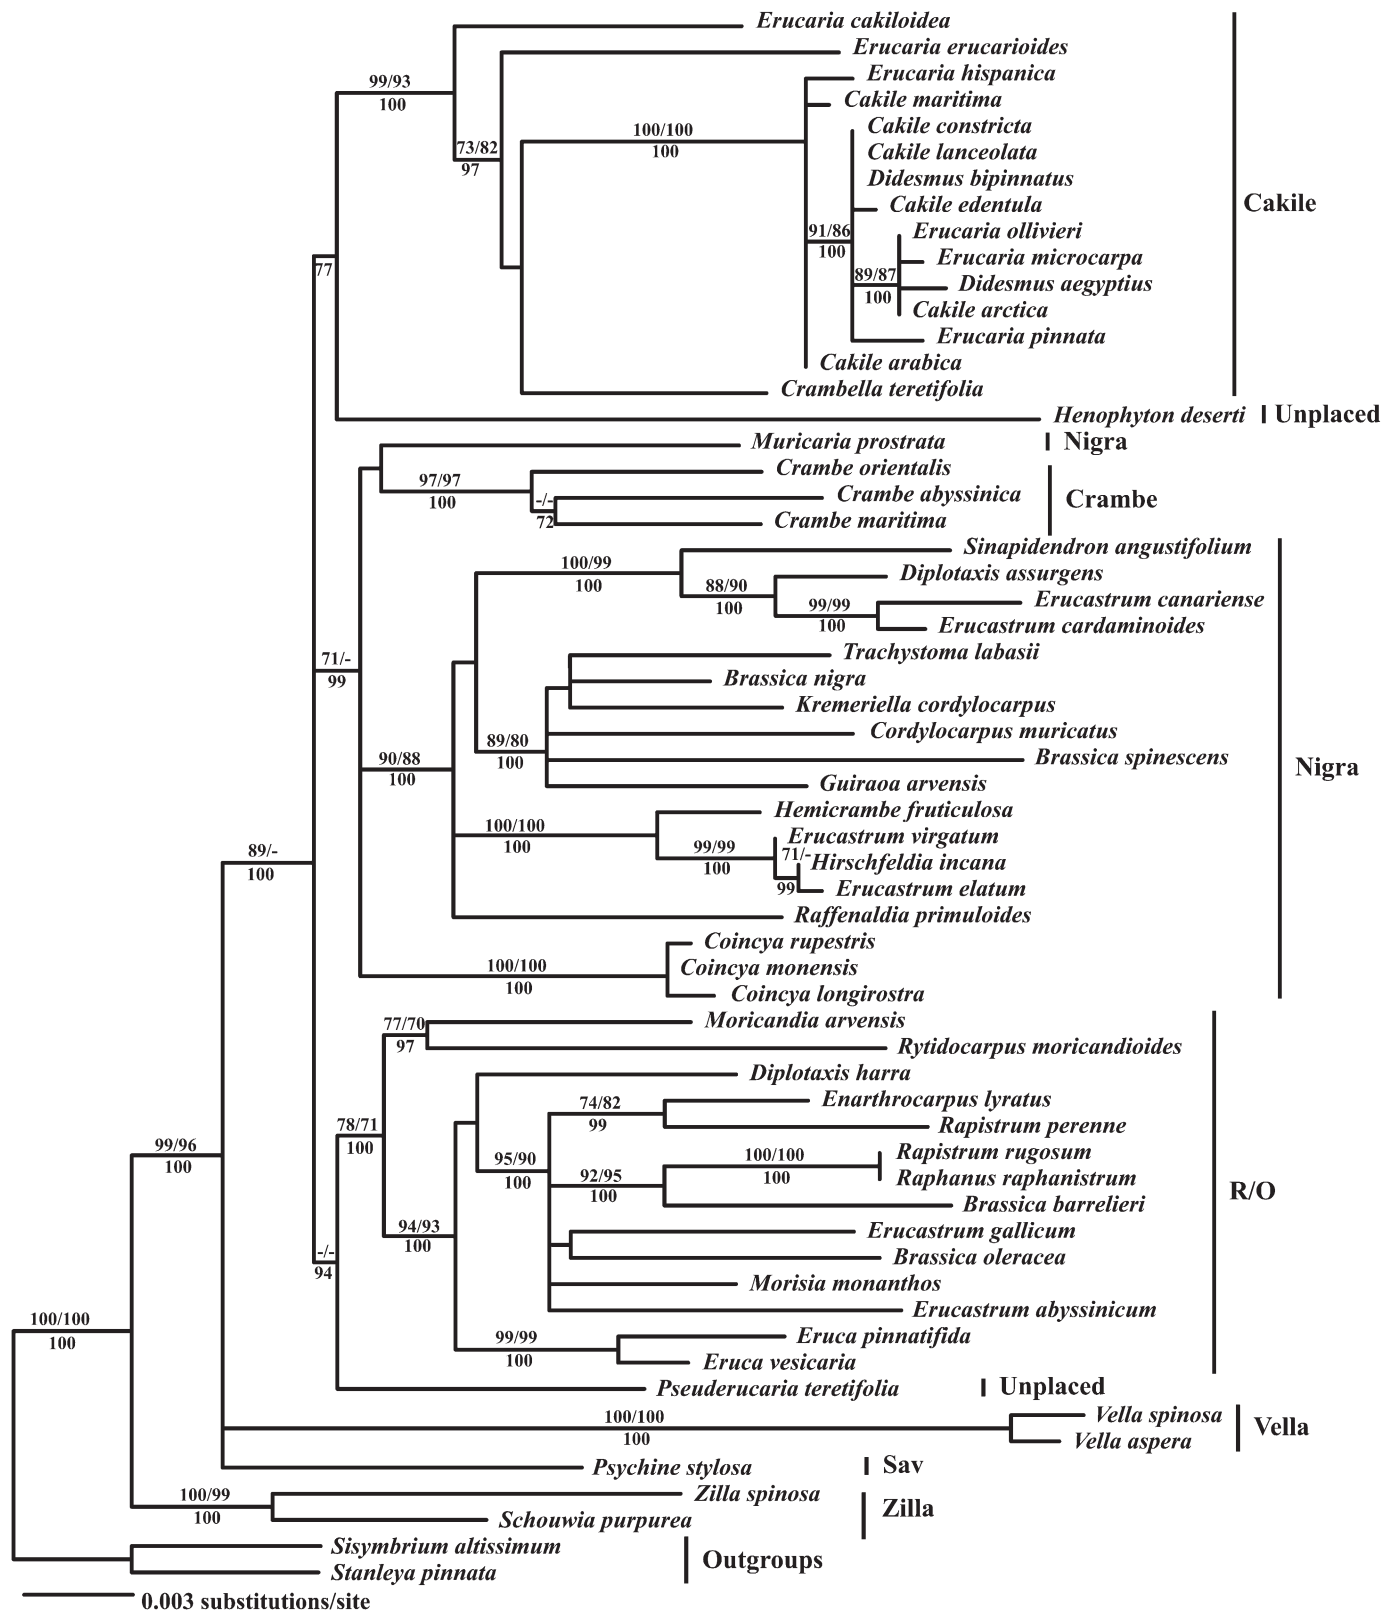 Erucaria cakiloidea
Erucaria erucarioides
Erucaria hispanica
99/93
100
Cakile maritima
Cakile constricta
100/100
100
Cakile lanceolata
73/82
97
Didesmus bipinnatus
Cakile edentula
Cakile
91/86
100
Erucaria ollivieri
Erucaria microcarpa
77
89/87
100
Didesmus aegyptius
Cakile arctica
Erucaria pinnata
Cakile arabica
Crambella teretifolia
Henophyton deserti
Unplaced
Muricaria prostrata
Nigra
Crambe orientalis
97/97
100
Crambe abyssinica
Crambe
-/-
72
Crambe maritima
Sinapidendron angustifolium
100/99
100
Diplotaxis assurgens
88/90
100
Erucastrum canariense
99/99
100
Erucastrum cardaminoides
Trachystoma labasii
71/-
99
Brassica nigra
Kremeriella cordylocarpus
Cordylocarpus muricatus
89/80
100
Brassica spinescens
90/88
100
Nigra
Guiraoa arvensis
Hemicrambe fruticulosa
100/100
100
Erucastrum virgatum
99/99
100
71/-
99
Hirschfeldia incana
89/-
100
Erucastrum elatum
Raffenaldia primuloides
Coincya rupestris
100/100
100
Coincya monensis
Coincya longirostra
Moricandia arvensis
77/70
97
Rytidocarpus moricandioides
Diplotaxis harra
Enarthrocarpus lyratus
74/82
99
Rapistrum perenne
78/71
100
Rapistrum rugosum
99/96
100
95/90
100
100/100
100
Raphanus raphanistrum
92/95
100
R/O
Brassica barrelieri
94/93
100
Erucastrum gallicum
-/-
94
Brassica oleracea
Morisia monanthos
Erucastrum abyssinicum
100/100
100
Eruca pinnatifida
99/99
100
Eruca vesicaria
Pseuderucaria teretifolia
Unplaced
100/100
100
Vella spinosa
Vella
Vella aspera
Psychine stylosa
Sav
100/99
100
Zilla spinosa
Zilla
Schouwia purpurea
Sisymbrium altissimum
Outgroups
Stanleya pinnata
0.003 substitutions/site